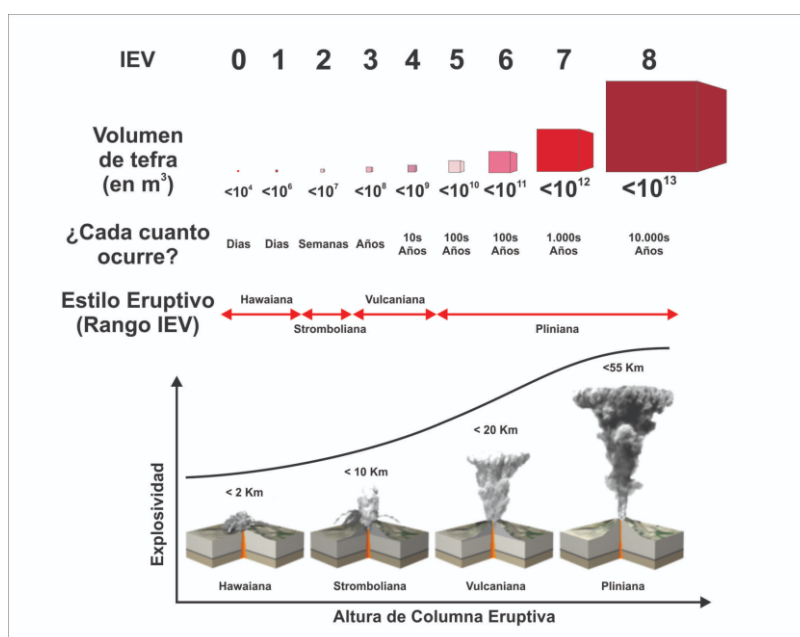 IEV 0 1 2 3 4 5 6 7 8
Volumen
de tefra
(en m³)
<10⁴ <10⁶ <10⁷ <10⁸ <10⁹ <10¹⁰ <10¹¹ <10¹² <10¹³
¿Cada cuanto
ocurre?
Dias Dias Semanas Años 10s Años 100s Años 100s Años 1.000s Años 10.000s Años
Estilo Eruptivo
(Rango IEV)
Hawaiana Vulcaniana
Stromboliana Pliniana
Explosividad
< 2 Km
< 10 Km
< 20 Km
<55 Km
Hawaiana Stromboliana Vulcaniana Pliniana
Altura de Columna Eruptiva